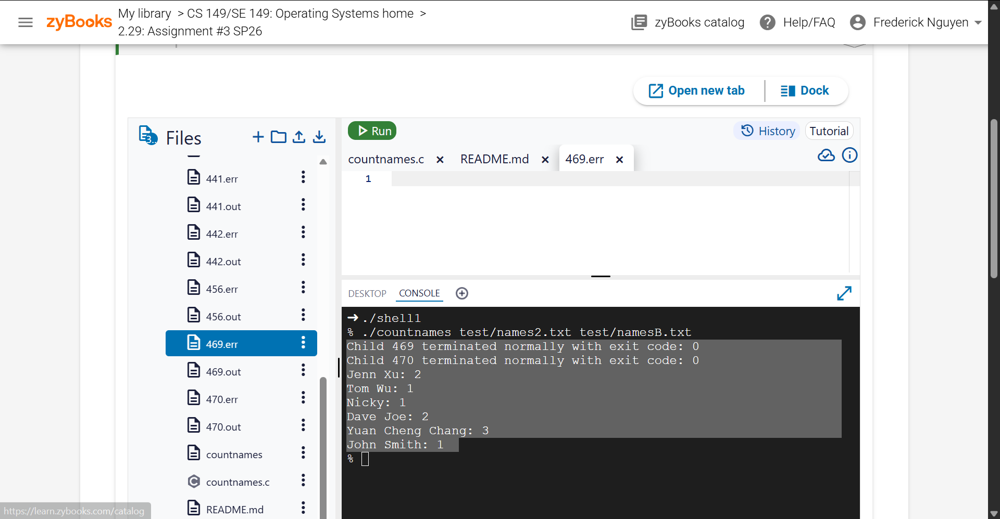 zyBooks
My library > CS 149/SE 149: Operating Systems home >
2.29: Assignment #3 SP26
zyBooks catalog
Help/FAQ
Frederick Nguyen
Open new tab
Dock
3..
Files
441.err
441.out
442.err
442.out
456.err
456.out
469.err
469.out
470.err
470.out
countnames
countnames.c
README.md
Run
History
Tutorial
countnames.c
README.md
469.err
1
DESKTOP
CONSOLE
➜ ./shell1
% ./countnames test/names2.txt test/namesB.txt
Child 469 terminated normally with exit code: 0
Child 470 terminated normally with exit code: 0
Jenn Xu: 2
Tom Wu: 1
Nicky: 1
Dave Joe: 2
Yuan Cheng Chang: 3
John Smith: 1
%
https://learn.zybooks.com/catalog